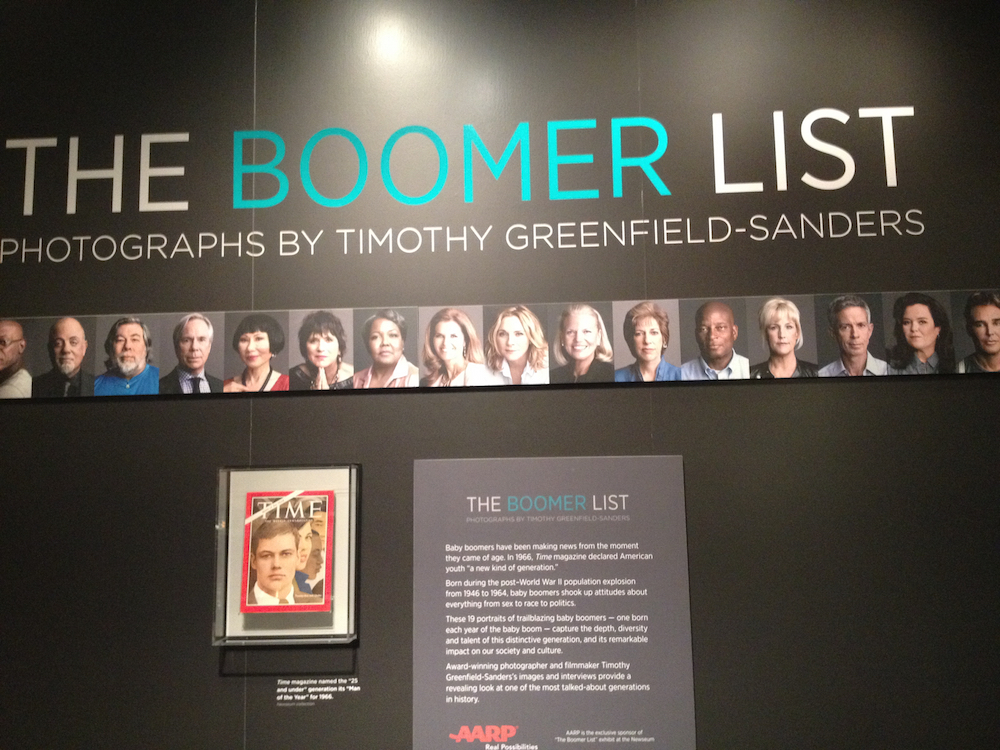 THE BOOMER LIST
PHOTOGRAPHS BY TIMOTHY GREENFIELD-SANDERS
TIME
THE BOOMER LIST
PHOTOGRAPHS BY TIMOTHY GREENFIELD-SANDERS
Baby boomers have been making news from the moment
they came of age. In 1966, Time magazine declared American
youth “a new kind of generation.”
Born during the post–World War II population explosion
from 1946 to 1964, baby boomers shook up attitudes about
everything from sex to race to politics.
These 19 portraits of trailblazing baby boomers — one born
each year of the baby boom — capture the depth, diversity
and talent of this distinctive generation, and its remarkable
impact on our society and culture.
Award-winning photographer and filmmaker Timothy
Greenfield-Sanders's images and interviews provide a
revealing look at one of the most talked-about generations
in history.
Time magazine named the “25
and under” generation its “Man
of the Year” for 1966.
Newseum collection
AARP
Real Possibilities
AARP is the exclusive sponsor of
“The Boomer List” exhibit at the Newseum